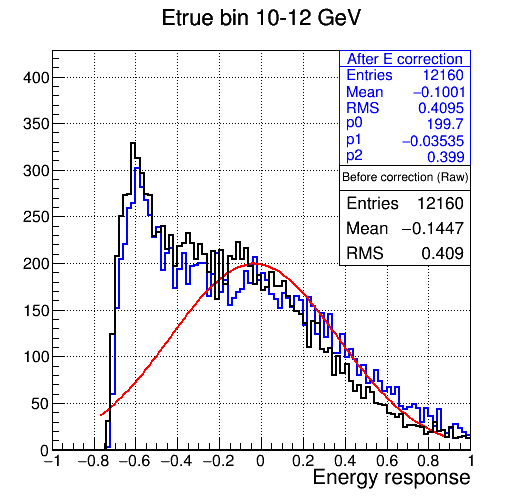 Etrue bin 10-12 GeV
After E correction
Entries 12160
Mean −0.1001
RMS 0.4095
p0 199.7
p1 −0.03535
p2 0.399
Before correction (Raw)
Entries 12160
Mean −0.1447
RMS 0.409
400
350
300
250
200
150
100
50
0
−1 −0.8 −0.6 −0.4 −0.2 0 0.2 0.4 0.6 0.8 1
Energy response